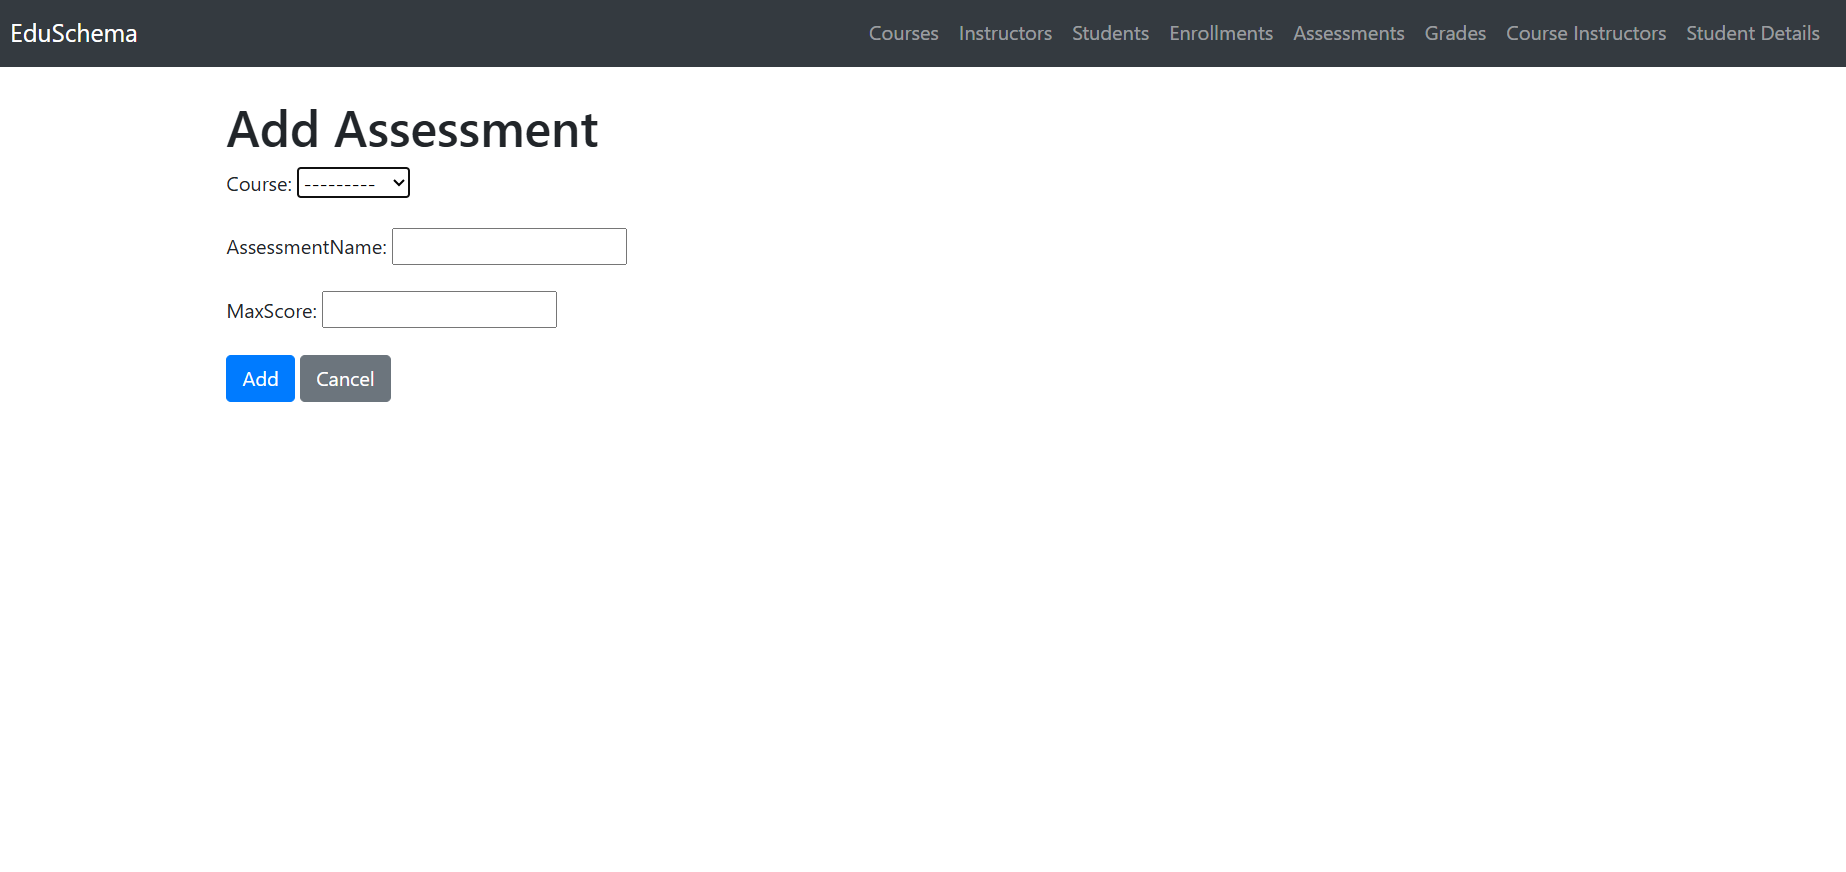 EduSchema Courses Instructors Students Enrollments Assessments Grades Course Instructors Student Details
Add Assessment
Course: ---------
AssessmentName:
MaxScore:
Add Cancel